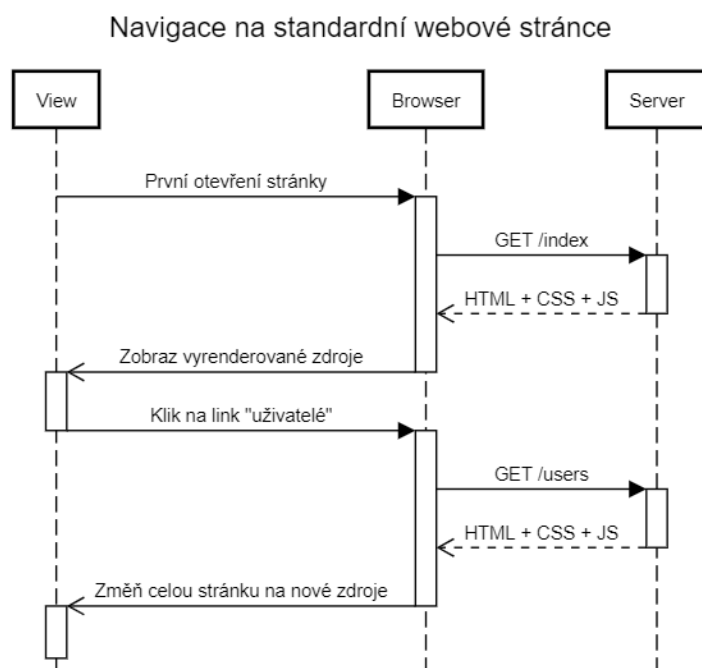 Navigace na standardní webové stránce
View Browser Server
První otevření stránky
GET /index
HTML + CSS + JS
Zobraz vyrenderované zdroje
Klik na link "uživatelé"
GET /users
HTML + CSS + JS
Změň celou stránku na nové zdroje